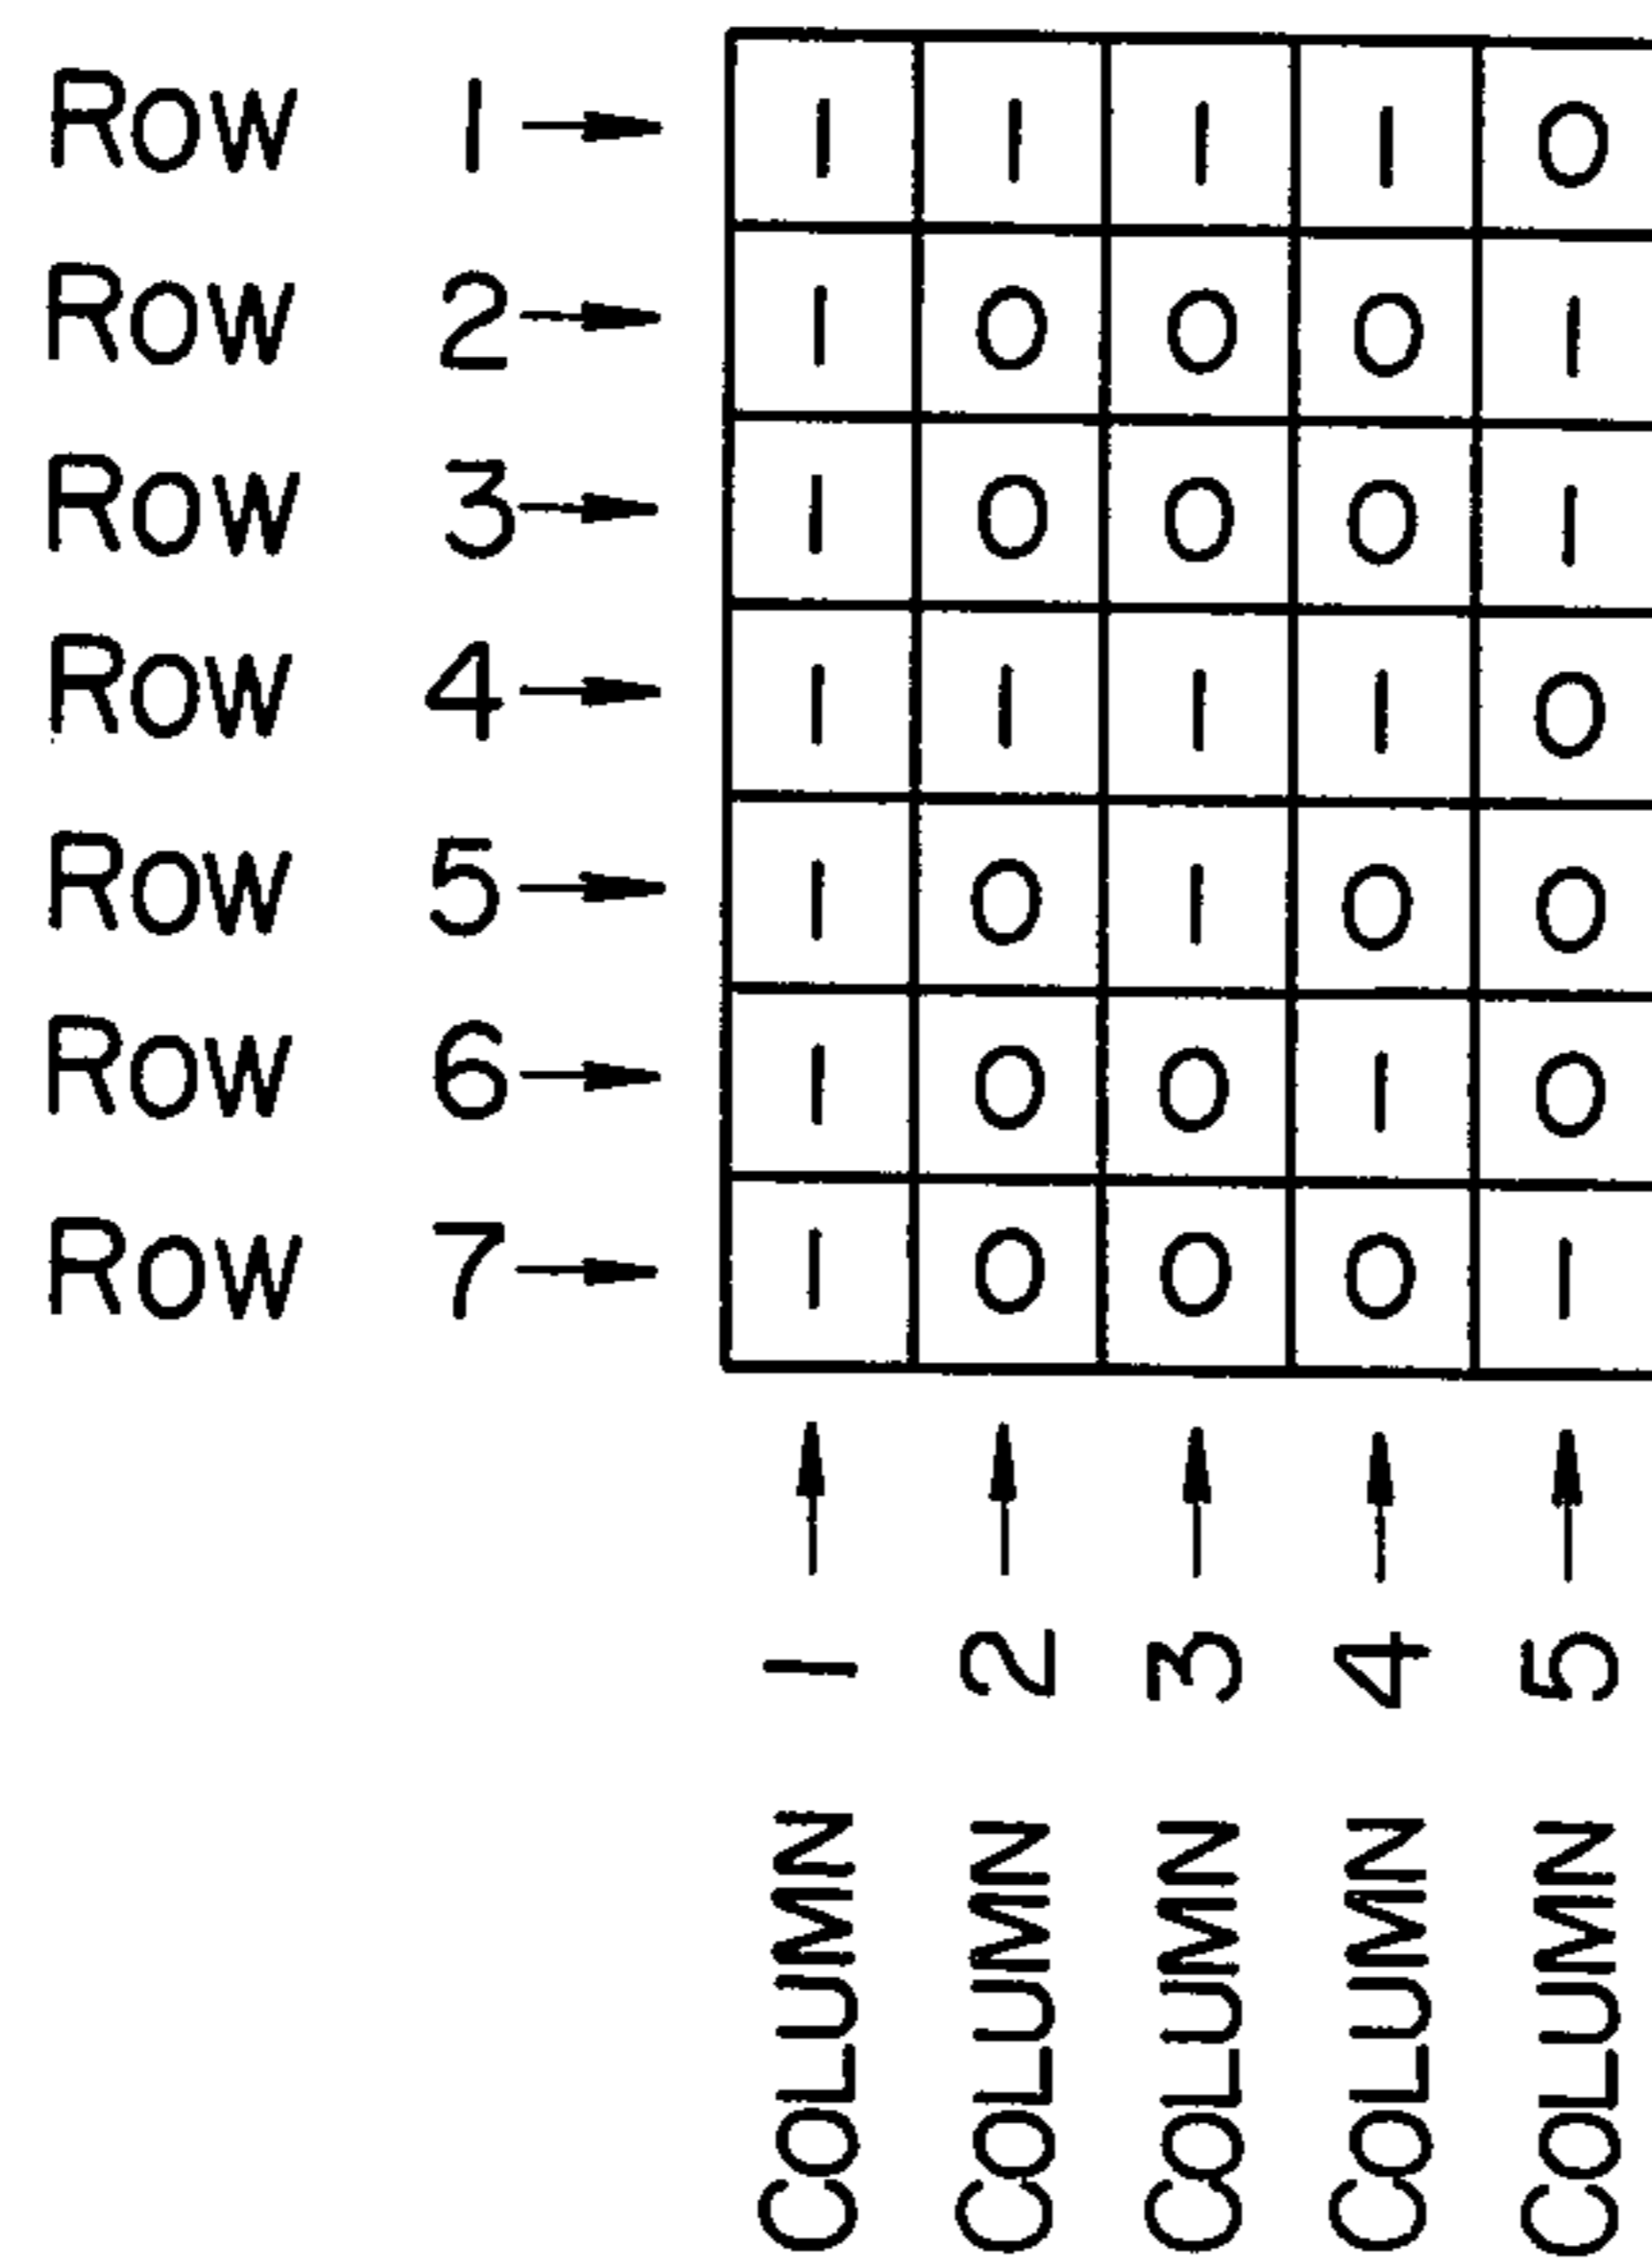 ROW 1 1 1 1 1 0
ROW 2 1 0 0 0 1
ROW 3 1 0 0 0 1
ROW 4 1 1 1 1 0
ROW 5 1 0 1 0 0
ROW 6 1 0 0 1 0
ROW 7 1 0 0 0 1
COLUMN 1
COLUMN 2
COLUMN 3
COLUMN 4
COLUMN 5